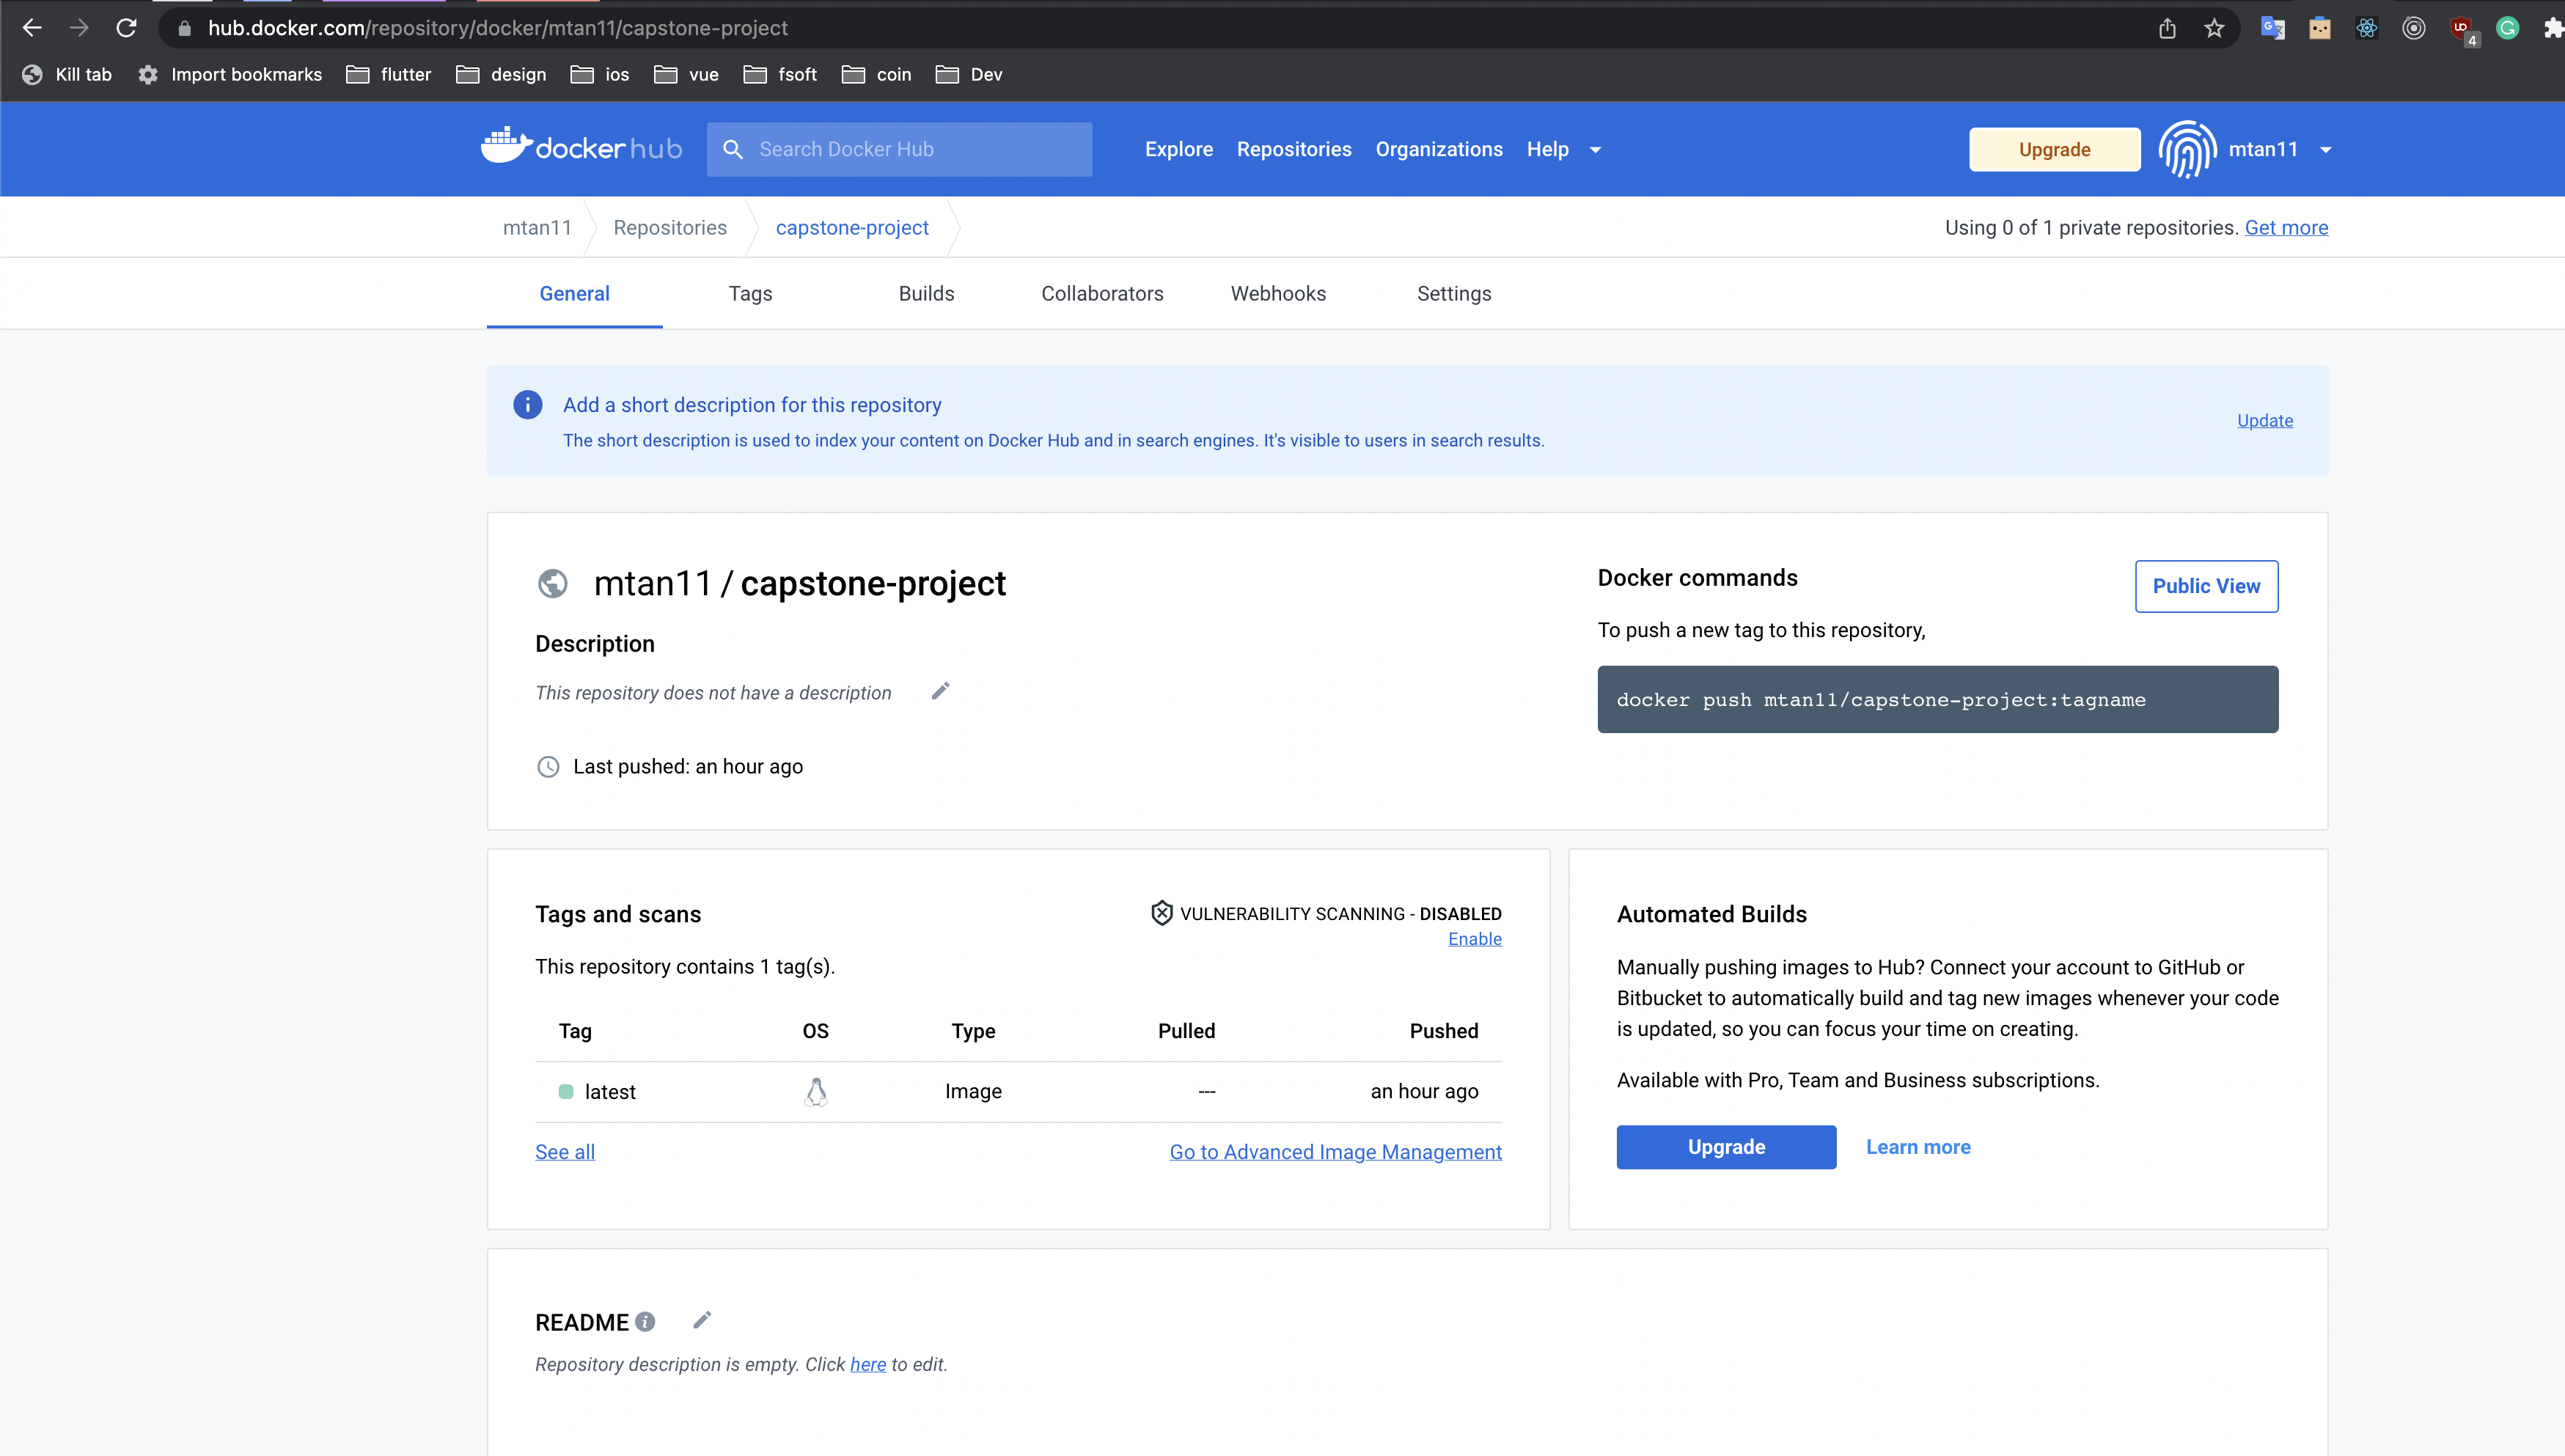 hub.docker.com/repository/docker/mtan11/capstone-project
4
Kill tab Import bookmarks flutter design ios vue fsoft coin Dev
docker hub Search Docker Hub Explore Repositories Organizations Help Upgrade mtan11
mtan11 Repositories capstone-project Using 0 of 1 private repositories. Get more
General Tags Builds Collaborators Webhooks Settings
Add a short description for this repository
The short description is used to index your content on Docker Hub and in search engines. It's visible to users in search results.
Update
mtan11 / capstone-project
Description
This repository does not have a description
Last pushed: an hour ago
Docker commands
Public View
To push a new tag to this repository,
docker push mtan11/capstone-project:tagname
Tags and scans
VULNERABILITY SCANNING - DISABLED
Enable
This repository contains 1 tag(s).
Tag OS Type Pulled Pushed
latest Image --- an hour ago
See all Go to Advanced Image Management
Automated Builds
Manually pushing images to Hub? Connect your account to GitHub or
Bitbucket to automatically build and tag new images whenever your code
is updated, so you can focus your time on creating.
Available with Pro, Team and Business subscriptions.
Upgrade Learn more
README
Repository description is empty. Click here to edit.